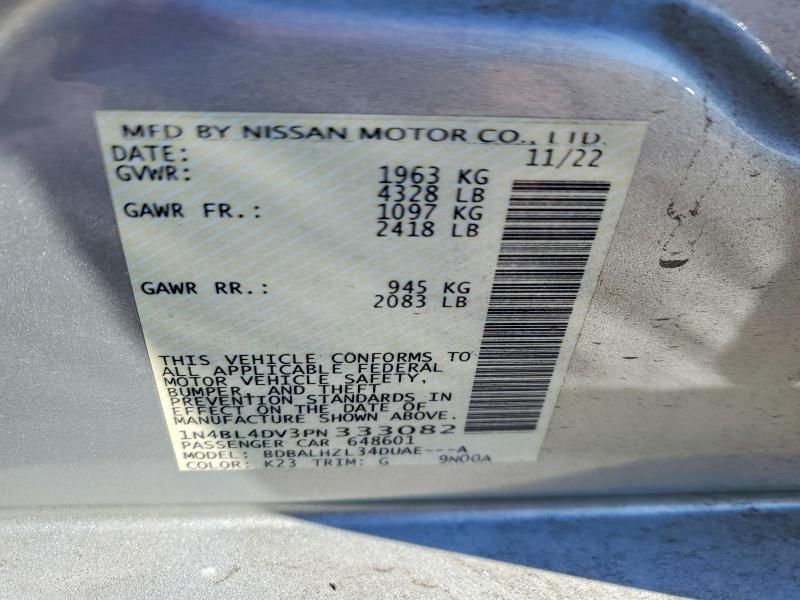 MFD BY NISSAN MOTOR CO., LTD.
DATE: 11/22
GVWR: 1963 KG
4328 LB
GAWR FR.: 1097 KG
2418 LB
GAWR RR.: 945 KG
2083 LB
THIS VEHICLE CONFORMS TO
ALL APPLICABLE FEDERAL
MOTOR VEHICLE SAFETY,
BUMPER, AND THEFT
PREVENTION STANDARDS IN
EFFECT ON THE DATE OF
MANUFACTURE SHOWN ABOVE.
1N4BL4DV3PN333082
PASSENGER CAR 648601
MODEL: BDBALHZL34DUAE---A
COLOR: K23 TRIM: G 9N00A